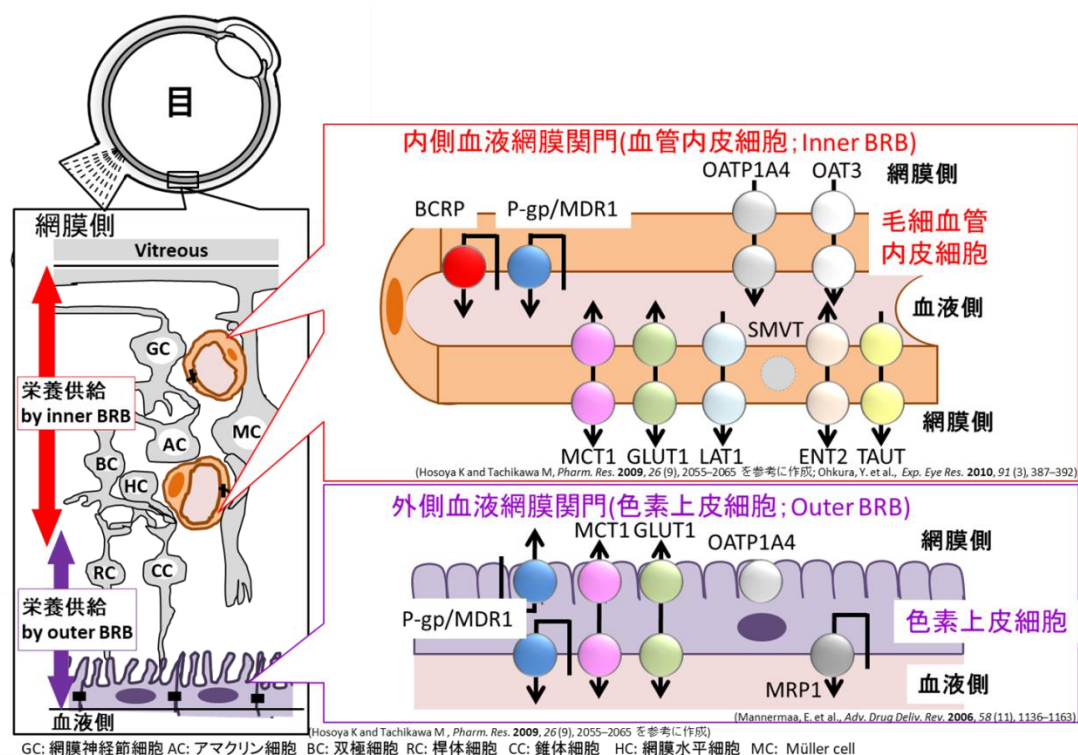 目
網膜側
Vitreous
GC
栄養供給
by inner BRB
AC
MC
BC
HC
RC
CC
栄養供給
by outer BRB
血液側
内側血液網膜関門(血管内皮細胞; Inner BRB)
OATP1A4 OAT3 網膜側
BCRP P-gp/MDR1
毛細血管
内皮細胞
血液側
SMVT
網膜側
MCT1 GLUT1 LAT1 ENT2 TAUT
(Hosoya K and Tachikawa M, Pharm. Res. 2009, 26 (9), 2055–2065 を参考に作成; Ohkura, Y. et al., Exp. Eye Res. 2010, 91 (3), 387–392)
外側血液網膜関門(色素上皮細胞; Outer BRB)
MCT1 GLUT1 OATP1A4 網膜側
P-gp/MDR1
色素上皮細胞
MRP1 血液側
(Mannermaa, E. et al., Adv. Drug Deliv. Rev. 2006, 58 (11), 1136–1163)
(Hosoya K and Tachikawa M, Pharm. Res. 2009, 26 (9), 2055–2065 を参考に作成)
GC: 網膜神経節細胞 AC: アマクリン細胞 BC: 双極細胞 RC: 桿体細胞 CC: 錐体細胞 HC: 網膜水平細胞 MC: Müller cell